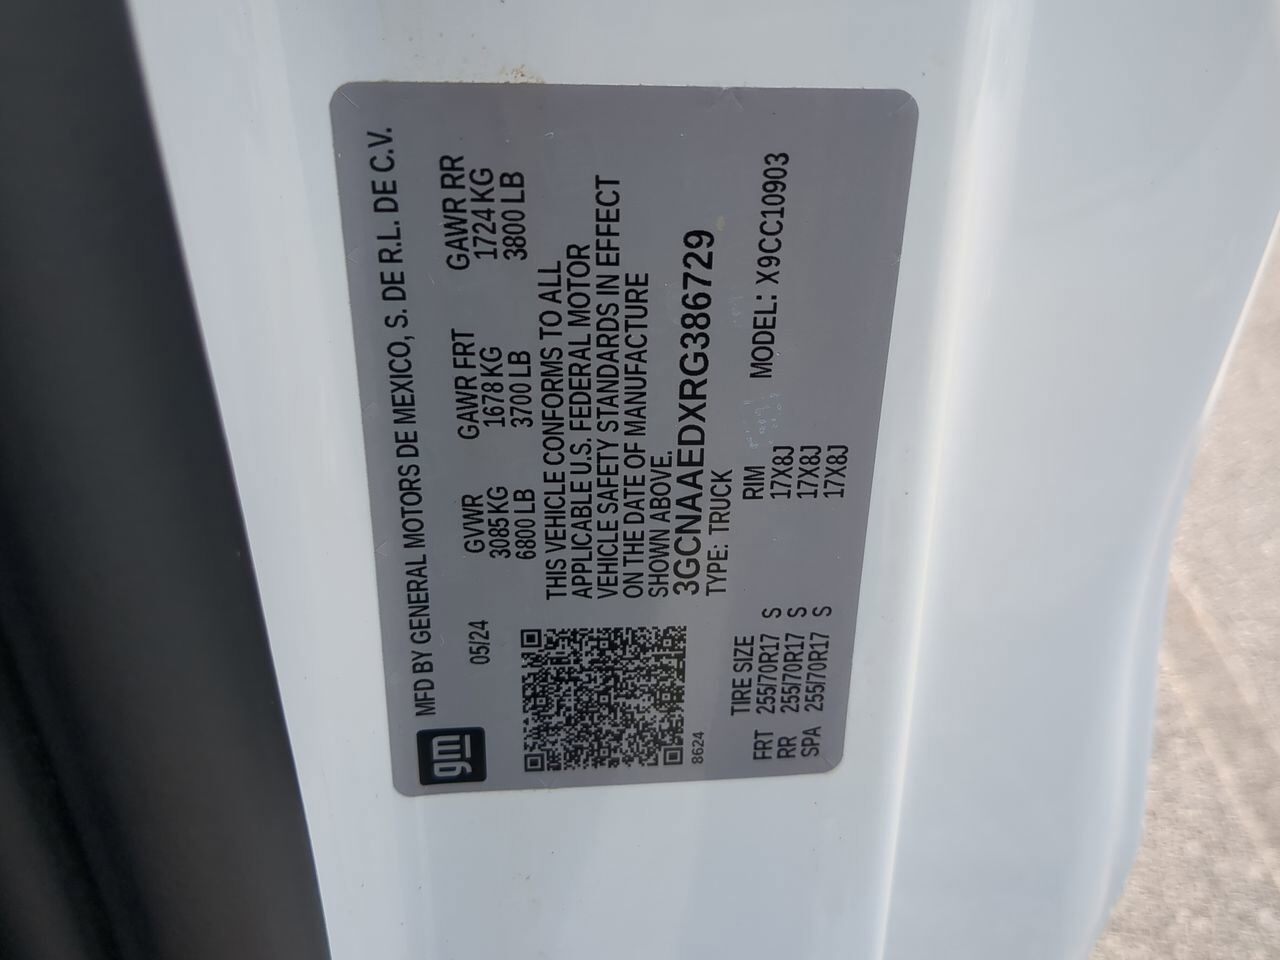 gm
MFD BY GENERAL MOTORS DE MEXICO, S. DE R.L. DE C.V.
05/24 GVWR GAWR FRT GAWR RR
3085 KG 1678 KG 1724 KG
6800 LB 3700 LB 3800 LB
THIS VEHICLE CONFORMS TO ALL
APPLICABLE U.S. FEDERAL MOTOR
VEHICLE SAFETY STANDARDS IN EFFECT
ON THE DATE OF MANUFACTURE
SHOWN ABOVE.
3GCNAAEDXRG386729
8624 TYPE: TRUCK
TIRE SIZE RIM MODEL: X9CC10903
FRT 255/70R17 S 17X8J
RR 255/70R17 S 17X8J
SPA 255/70R17 S 17X8J